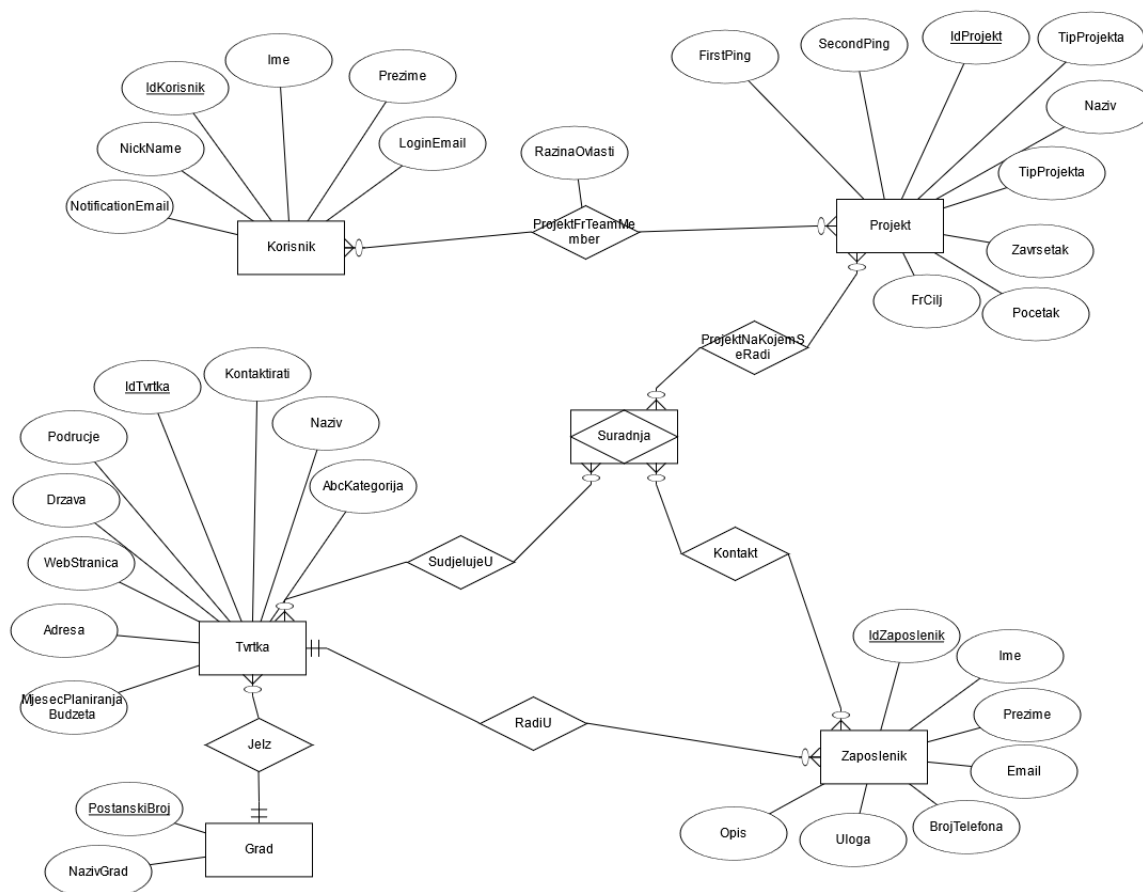 Ime
IdKorisnik
Prezime
NickName
LoginEmail
NotificationEmail
Korisnik
RazinaOvlasti
ProjektFrTeamMe
mber
FirstPing
SecondPing
IdProjekt
TipProjekta
Naziv
TipProjekta
Zavrsetak
Pocetak
FrCilj
Projekt
ProjektNaKojemS
eRadi
Suradnja
IdTvrtka
Kontaktirati
Naziv
Podrucje
AbcKategorija
Drzava
WebStranica
Adresa
MjesecPlaniranja
Budzeta
Tvrtka
SudjelujeU
Kontakt
RadiU
JeIz
PostanskiBroj
NazivGrad
Grad
IdZaposlenik
Ime
Prezime
Email
BrojTelefona
Uloga
Opis
Zaposlenik